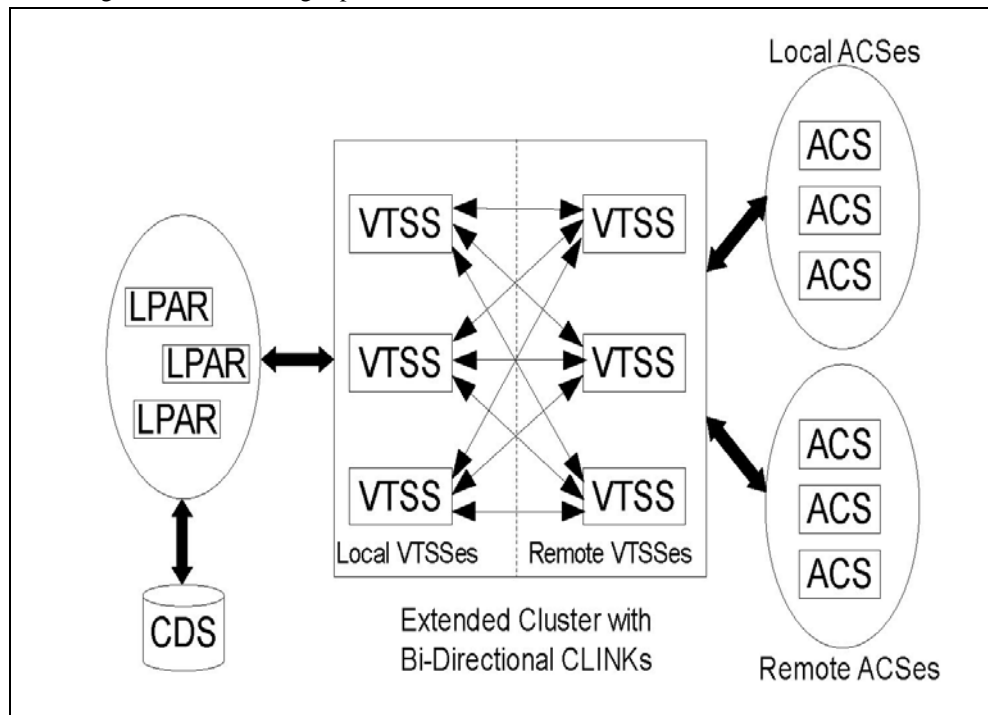 Local ACSes
ACS
ACS
ACS
VTSS
VTSS
VTSS
VTSS
VTSS
VTSS
Local VTSSes
Remote VTSSes
LPAR
LPAR
LPAR
CDS
Extended Cluster with
Bi-Directional CLINKs
ACS
ACS
ACS
Remote ACSes